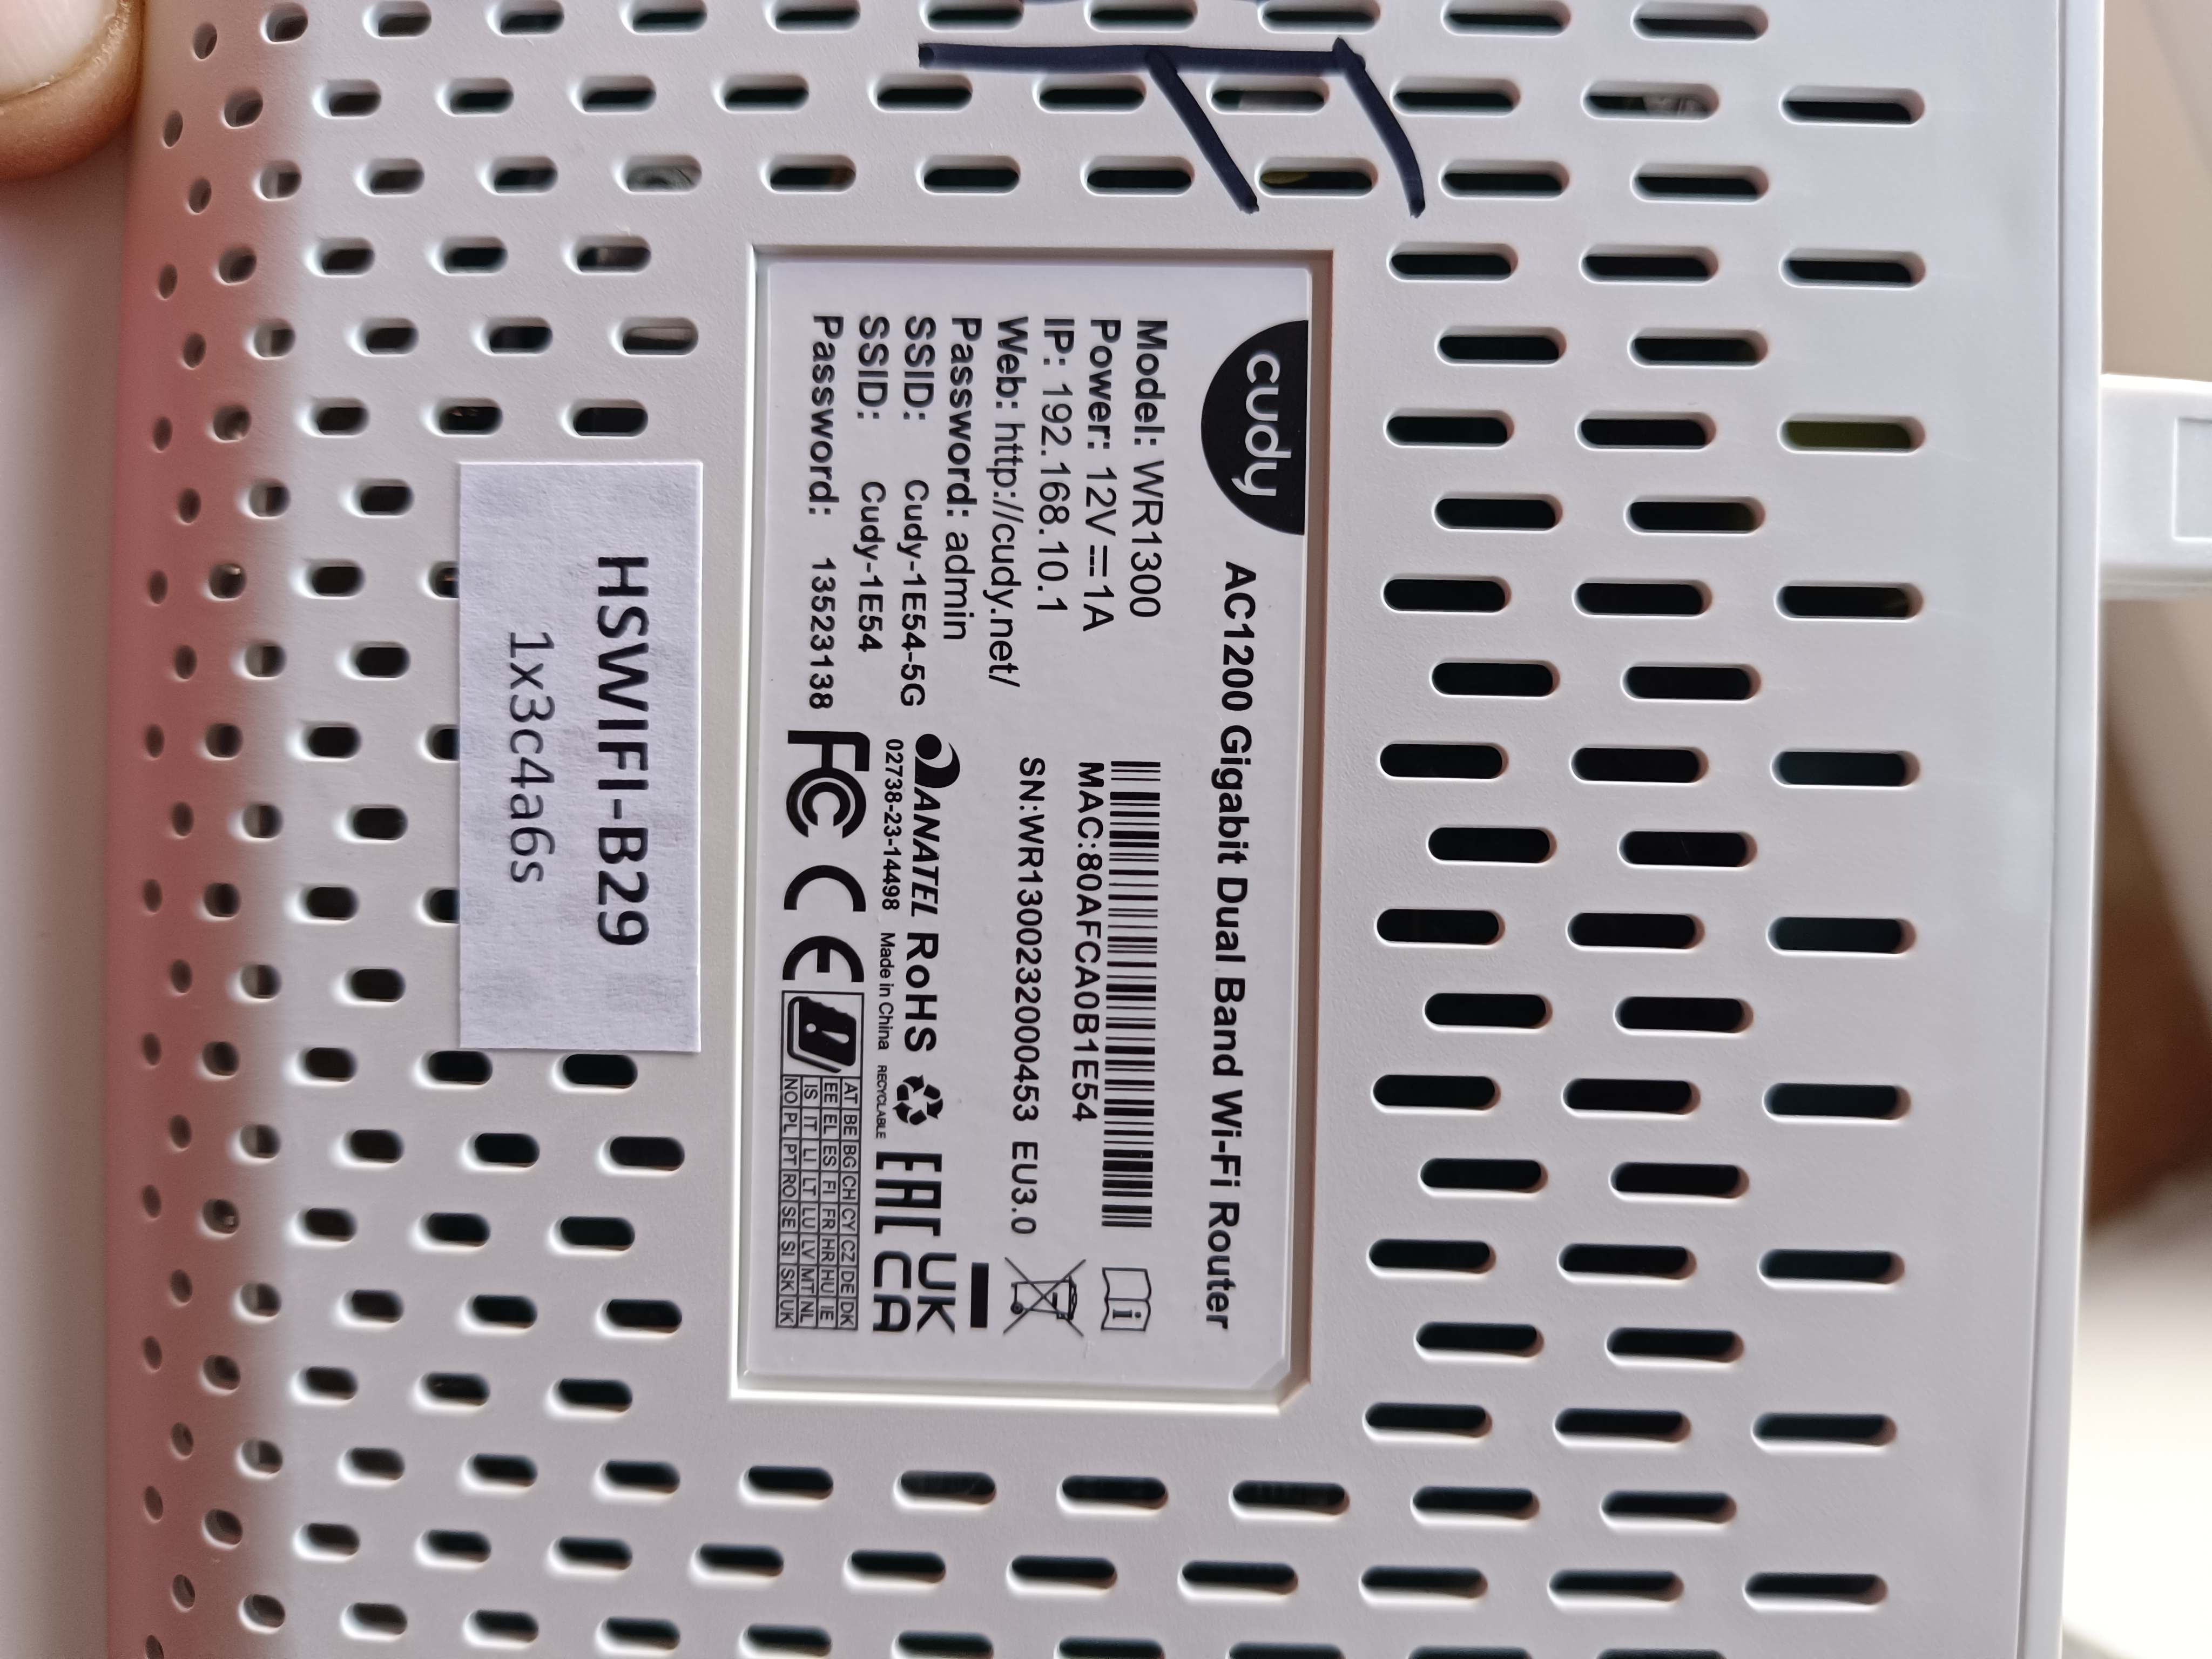 cudy
AC1200 Gigabit Dual Band Wi-Fi Router
Model: WR1300
Power: 12V⎓1A
IP: 192.168.10.1
Web: http://cudy.net/
Password: admin
SSID: Cudy-1E54-5G
SSID: Cudy-1E54
Password: 13523138
MAC:80AFCA0B1E54
SN:WR1300232000453 EU3.0
ANATEL RoHS
02738-23-14498 Made in China RECYCLABLE
FC CE EAC UK CA
AT BE BG CH CY CZ DE DK
EE EL ES FI FR HR HU IE
IS IT LI LT LU LV MT NL
NO PL PT RO SE SI SK UK
HSWIFI-B29
1x3c4a6s
F